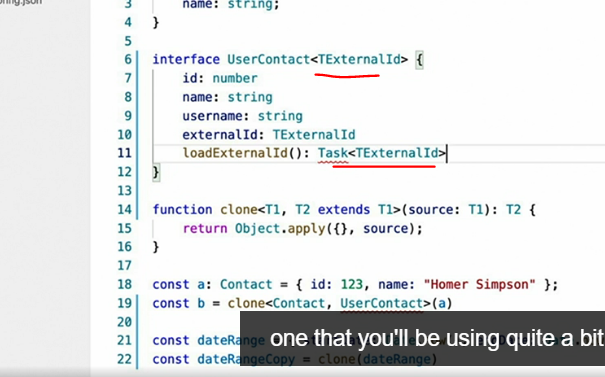 name: string;
}
interface UserContact<TExternalId> {
id: number
name: string
username: string
externalId: TExternalId
loadExternalId(): Task<TExternalId>
}
function clone<T1, T2 extends T1>(source: T1): T2 {
return Object.apply({}, source);
}
const a: Contact = { id: 123, name: "Homer Simpson" };
const b = clone<Contact, UserContact>(a)
const dateRange
const dateRangeCopy = clone(dateRange)
one that you'll be using quite a bit
3
4
5
6
7
8
9
10
11
12
13
14
15
16
17
18
19
20
21
22